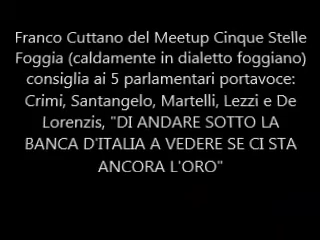 Franco Cuttano del Meetup Cinque Stelle
Foggia (caldamente in dialetto foggiano)
consiglia ai 5 parlamentari portavoce:
Crimi, Santangelo, Martelli, Lezzi e De
Lorenzis, "DI ANDARE SOTTO LA
BANCA D'ITALIA A VEDERE SE CI STA
ANCORA L'ORO"